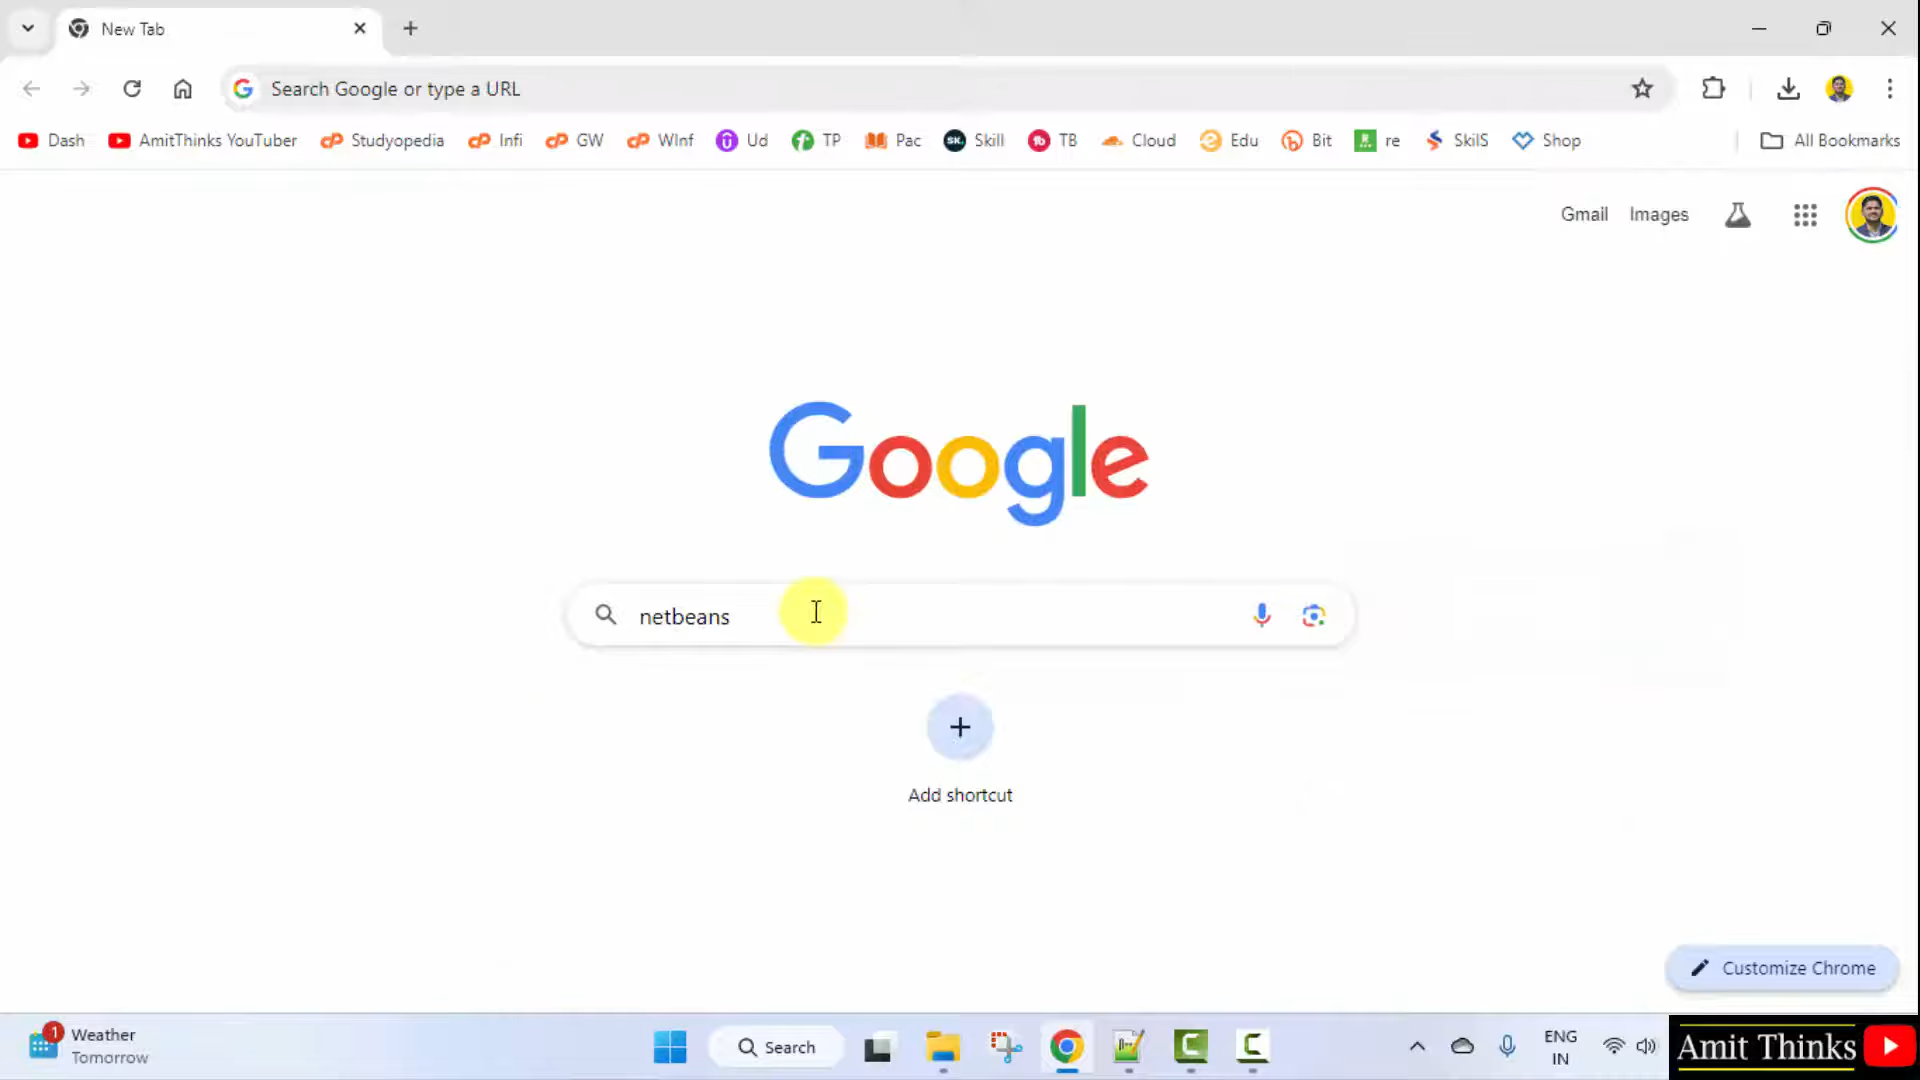 New Tab
Search Google or type a URL
Dash AmitThinks YouTuber Studyopedia Infi GW WInf Ud TP Pac Skill TB Cloud Edu Bit re SkilS Shop All Bookmarks
Gmail Images
Google
netbeans
Add shortcut
Customize Chrome
1 Weather
Tomorrow
Search
ENG
IN
Amit Thinks